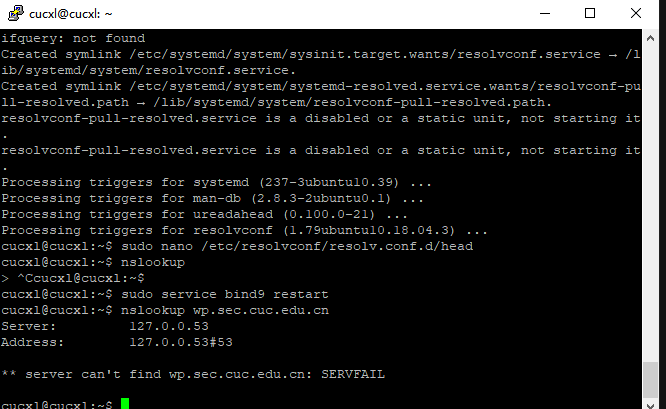 cucxl@cucxl: ~
ifquery: not found
Created symlink /etc/systemd/system/sysinit.target.wants/resolvconf.service → /l
ib/systemd/system/resolvconf.service.
Created symlink /etc/systemd/system/systemd-resolved.service.wants/resolvconf-pu
ll-resolved.path → /lib/systemd/system/resolvconf-pull-resolved.path.
resolvconf-pull-resolved.service is a disabled or a static unit, not starting it
.
resolvconf-pull-resolved.service is a disabled or a static unit, not starting it
.
Processing triggers for systemd (237-3ubuntu10.39) ...
Processing triggers for man-db (2.8.3-2ubuntu0.1) ...
Processing triggers for ureadahead (0.100.0-21) ...
Processing triggers for resolvconf (1.79ubuntu10.18.04.3) ...
cucxl@cucxl:~$ sudo nano /etc/resolvconf/resolv.conf.d/head
cucxl@cucxl:~$ nslookup
> ^Ccucxl@cucxl:~$
cucxl@cucxl:~$ sudo service bind9 restart
cucxl@cucxl:~$ nslookup wp.sec.cuc.edu.cn
Server:         127.0.0.53
Address:        127.0.0.53#53
** server can't find wp.sec.cuc.edu.cn: SERVFAIL
cucxl@cucxl:~$